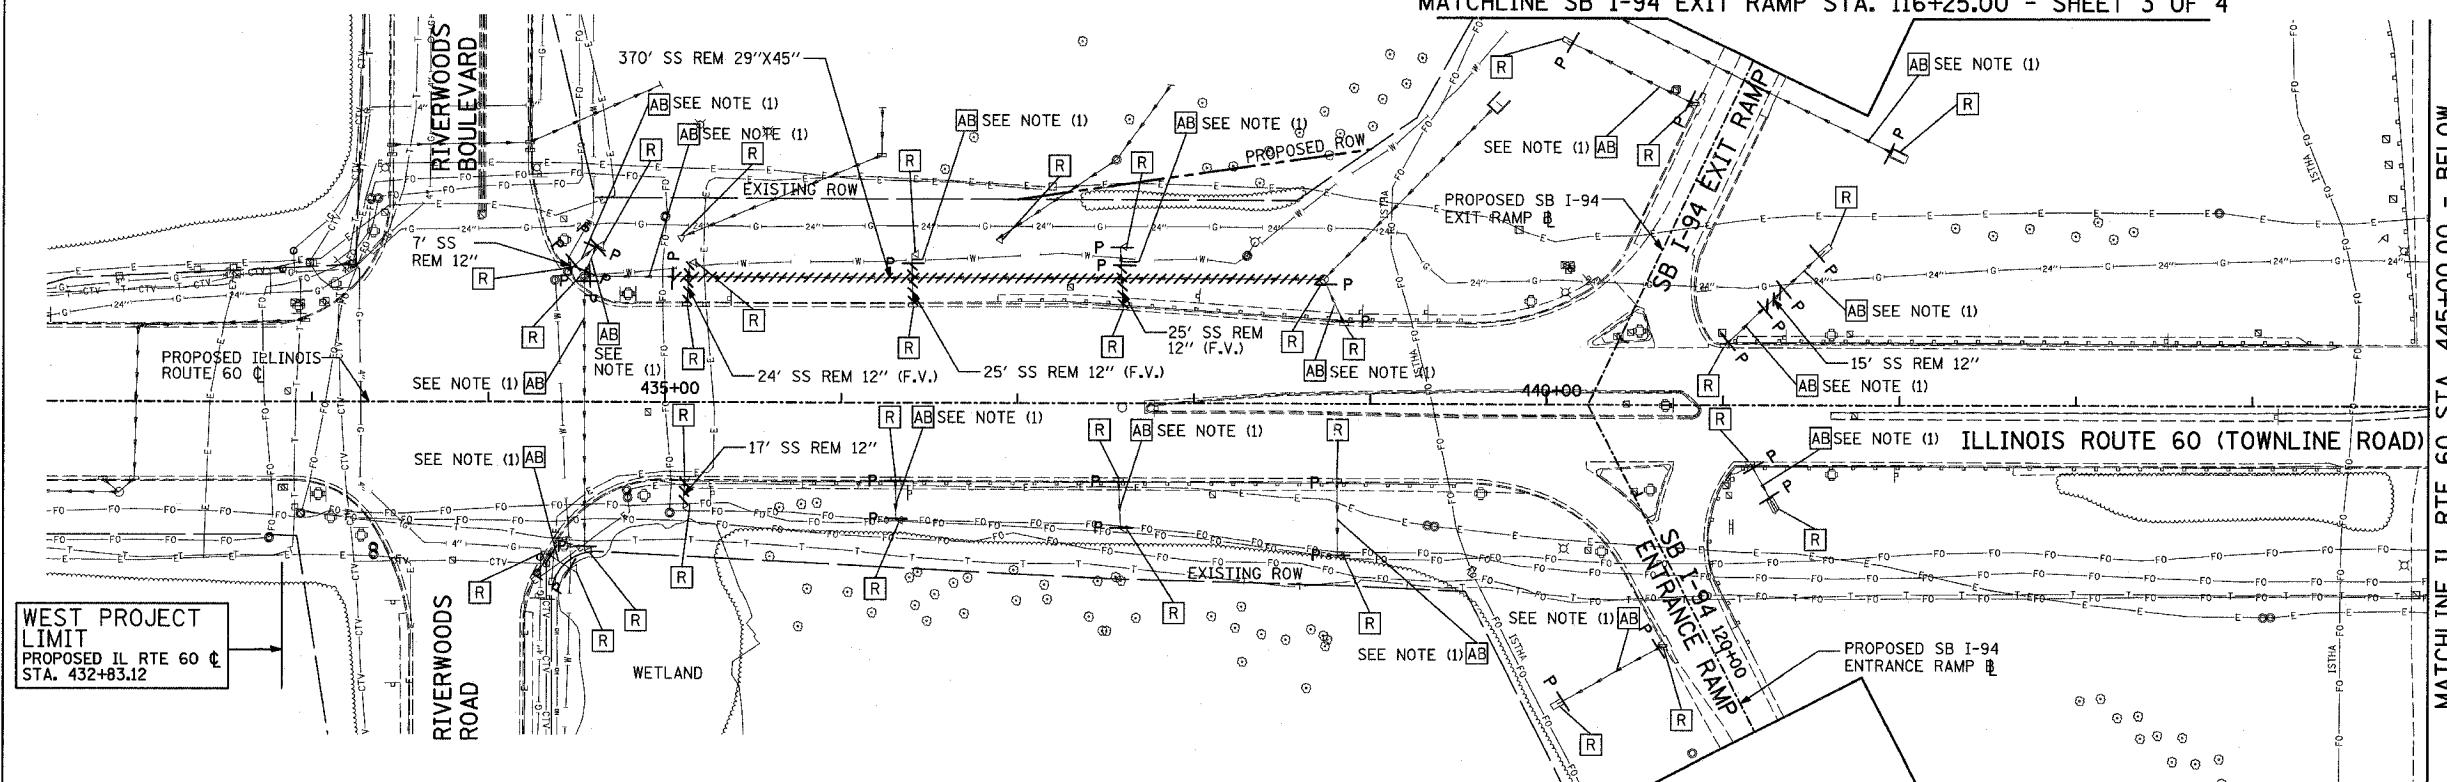 MATCHLINE SB I-94 EXIT RAMP STA. 116+25.00 - SHEET 3 OF 4
RIVERWOODS
BOULEVARD
370' SS REM 29"X45"
AB SEE NOTE (1)
AB SEE NOTE (1)
AB SEE NOTE (1)
AB SEE NOTE (1)
R
R
R
R
R
PROPOSED ROW
EXISTING ROW
R
P
SEE NOTE (1) AB
R
P
AB SEE NOTE (1)
R
P
SB I-94 EXIT RAMP
PROPOSED SB I-94
EXIT RAMP ⅊
7' SS
REM 12"
R
R
AB
SEE
NOTE (1)
R
R
24' SS REM 12" (F.V.)
R
25' SS REM 12" (F.V.)
R
25' SS REM
12" (F.V.)
R
R
AB SEE NOTE (1)
R
AB SEE NOTE (1)
15' SS REM 12"
AB SEE NOTE (1)
R
PROPOSED ILLINOIS
ROUTE 60 ℄
SEE NOTE (1) AB
435+00
440+00
R
17' SS REM 12"
R
AB SEE NOTE (1)
R
AB SEE NOTE (1)
R
R
AB SEE NOTE (1)
ILLINOIS ROUTE 60 (TOWNLINE ROAD)
SEE NOTE (1) AB
EXISTING ROW
R
R
R
R
R
R
R
R
SEE NOTE (1) AB
SEE NOTE (1) AB
R
R
R
SB I-94
ENTRANCE RAMP
120+00
PROPOSED SB I-94
ENTRANCE RAMP ⅊
WETLAND
RIVERWOODS
ROAD
WEST PROJECT
LIMIT
PROPOSED IL RTE 60 ℄
STA. 432+83.12
MATCHLINE IL RTE 60 STA. 445+00.00 - BELOW